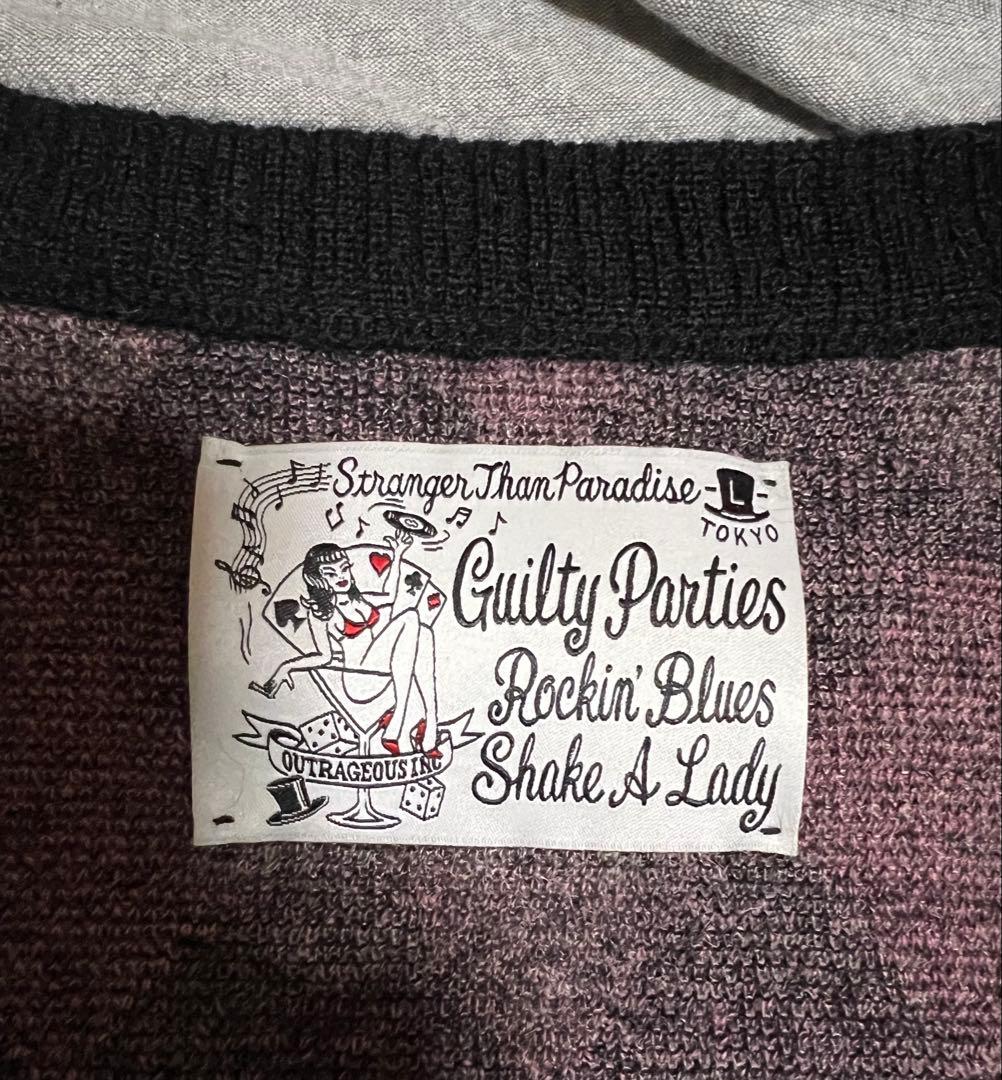 Stranger Than Paradise
-L-
TOKYO
Guilty Parties
Rockin' Blues
Shake A Lady
OUTRAGEOUS INC